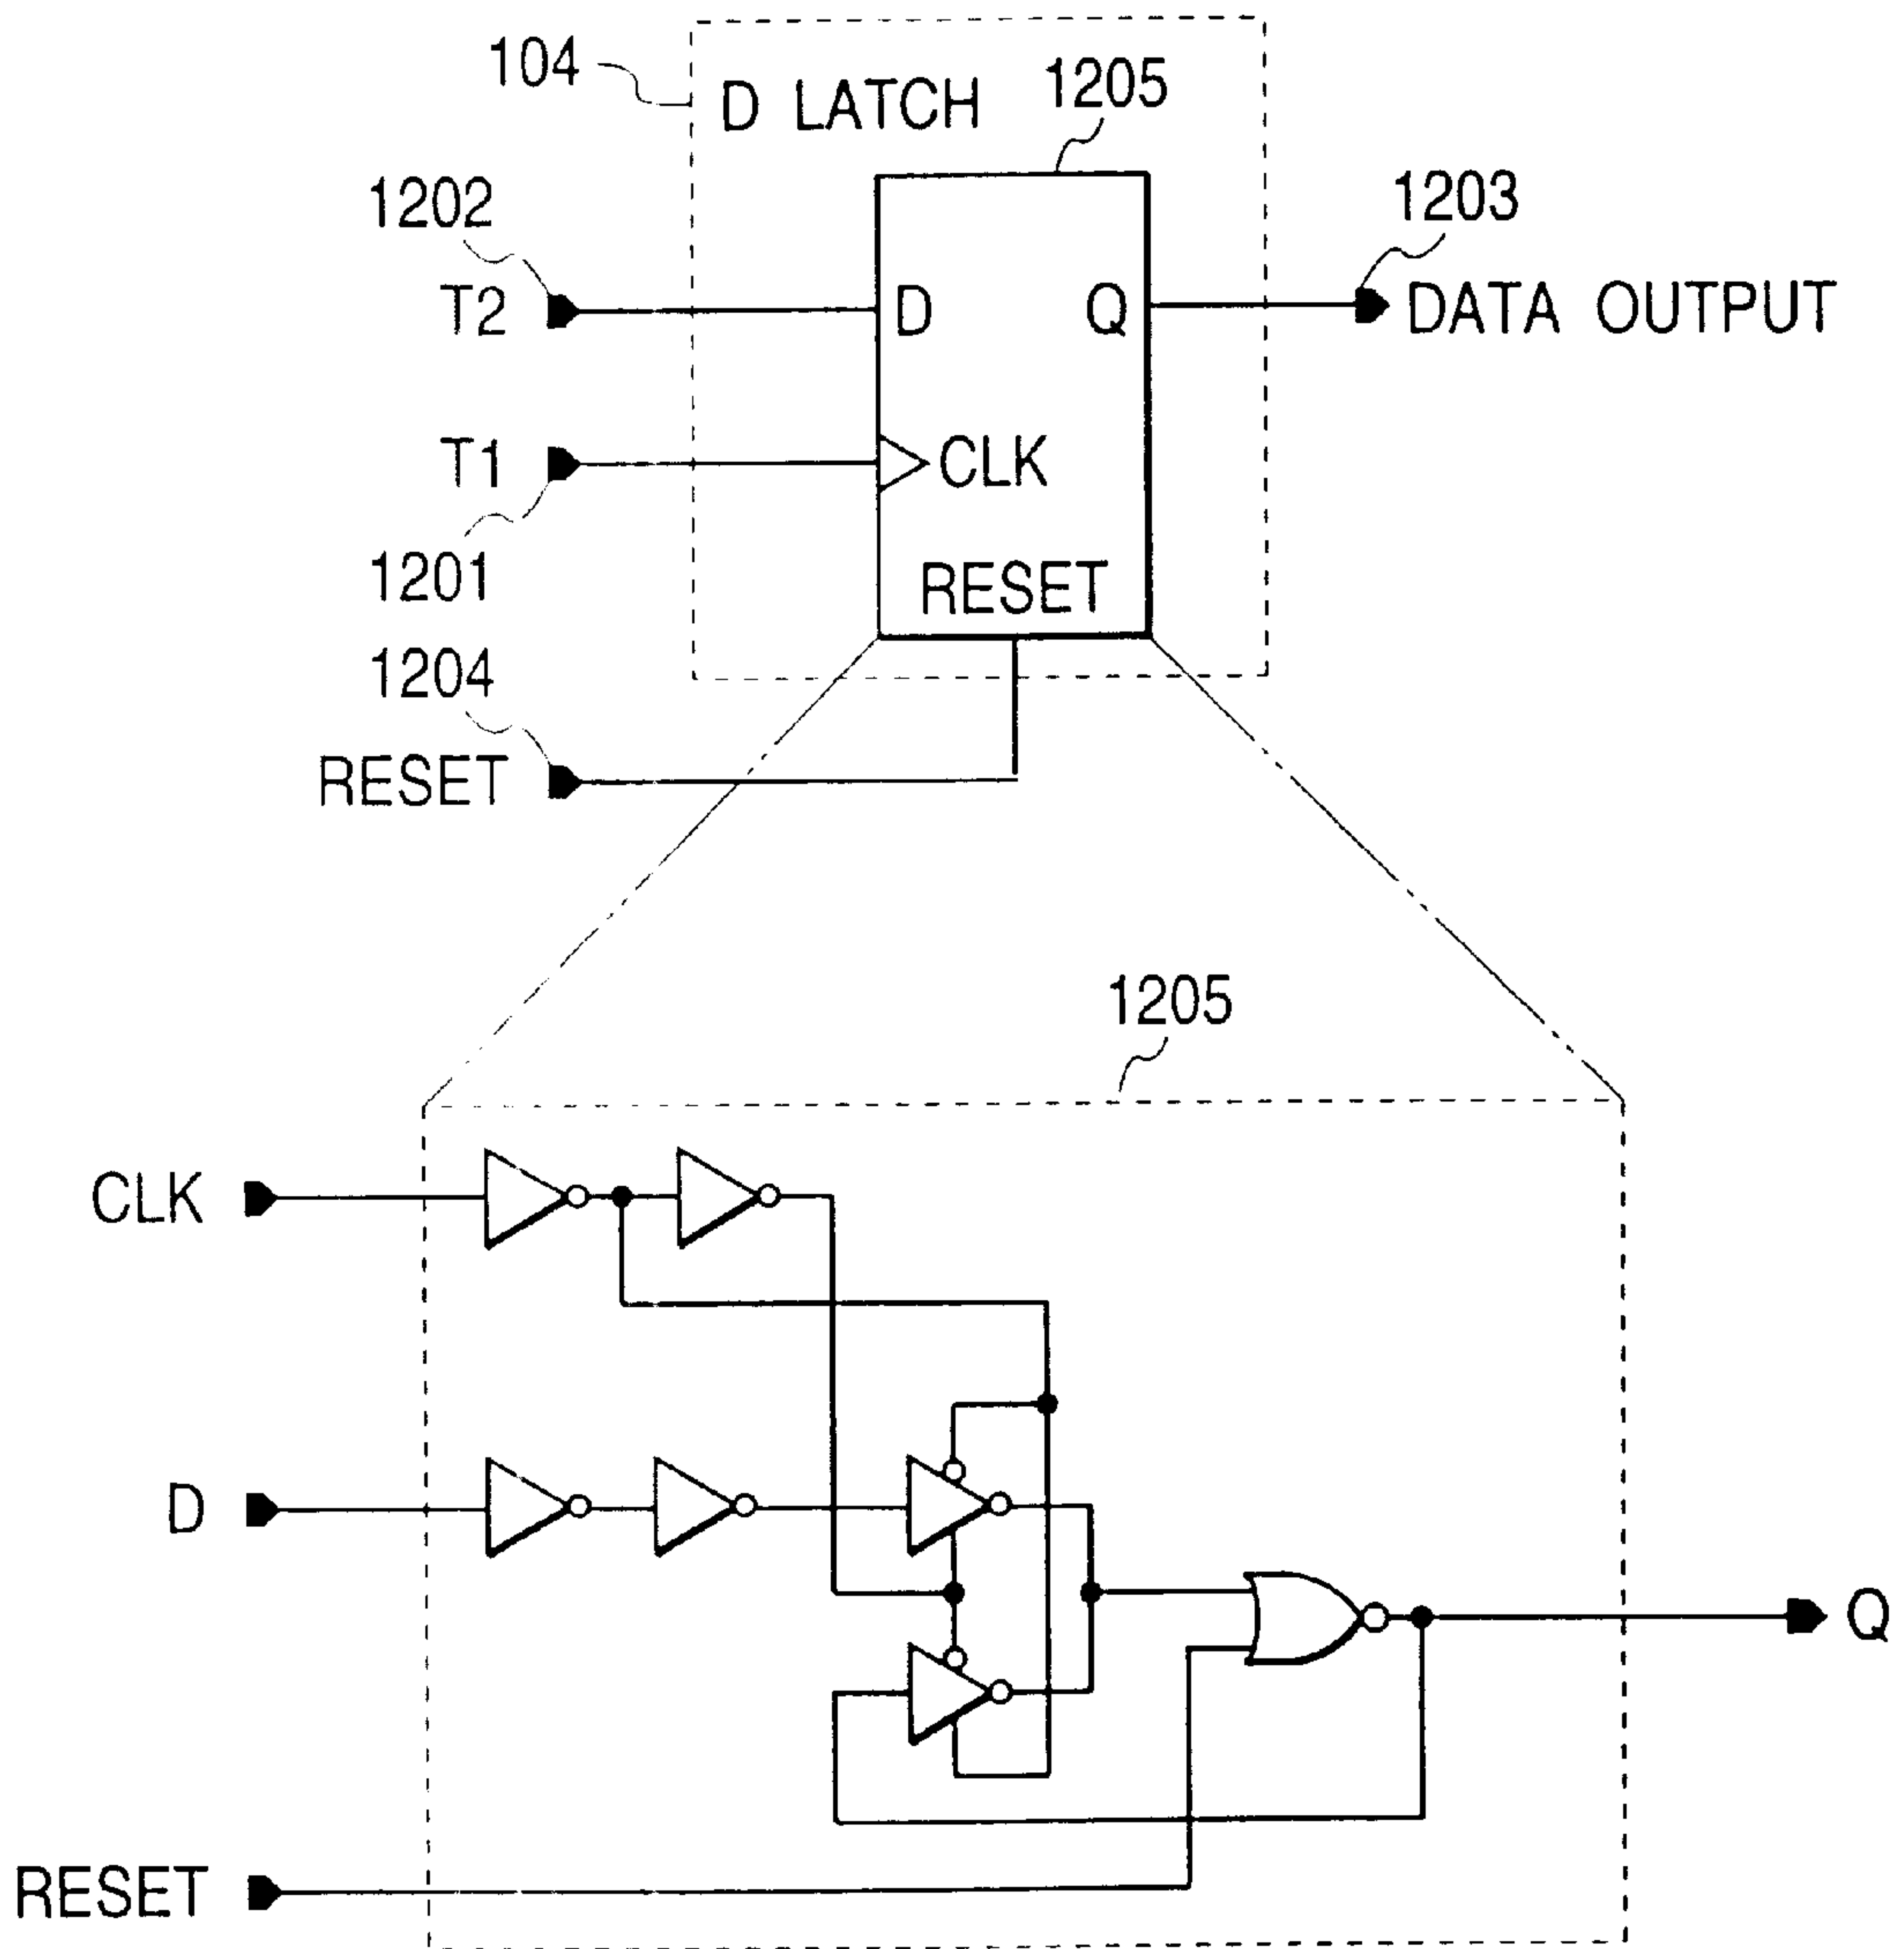 104
D LATCH
1205
1202
1203
T2
D
Q
DATA OUTPUT
T1
CLK
1201
RESET
1204
RESET
1205
CLK
D
Q
RESET